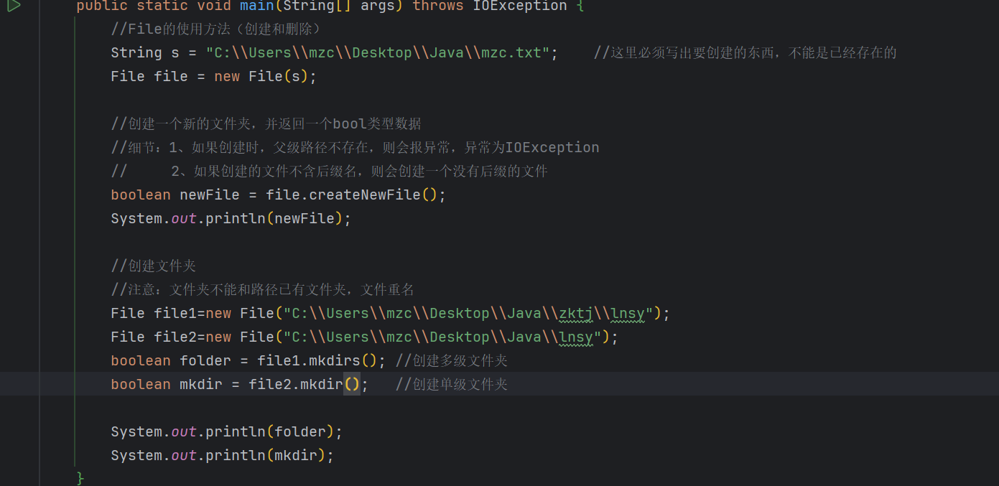 public static void main(String[] args) throws IOException {
//File的使用方法（创建和删除）
String s = "C:\\Users\\mzc\\Desktop\\Java\\mzc.txt";    //这里必须写出要创建的东西，不能是已经存在的
File file = new File(s);
//创建一个新的文件夹，并返回一个bool类型数据
//细节：1、如果创建时，父级路径不存在，则会报异常，异常为IOException
//     2、如果创建的文件不含后缀名，则会创建一个没有后缀的文件
boolean newFile = file.createNewFile();
System.out.println(newFile);
//创建文件夹
//注意：文件夹不能和路径已有文件夹，文件重名
File file1=new File("C:\\Users\\mzc\\Desktop\\Java\\zktj\\lnsy");
File file2=new File("C:\\Users\\mzc\\Desktop\\Java\\lnsy");
boolean folder = file1.mkdirs(); //创建多级文件夹
boolean mkdir = file2.mkdir();   //创建单级文件夹
System.out.println(folder);
System.out.println(mkdir);
}